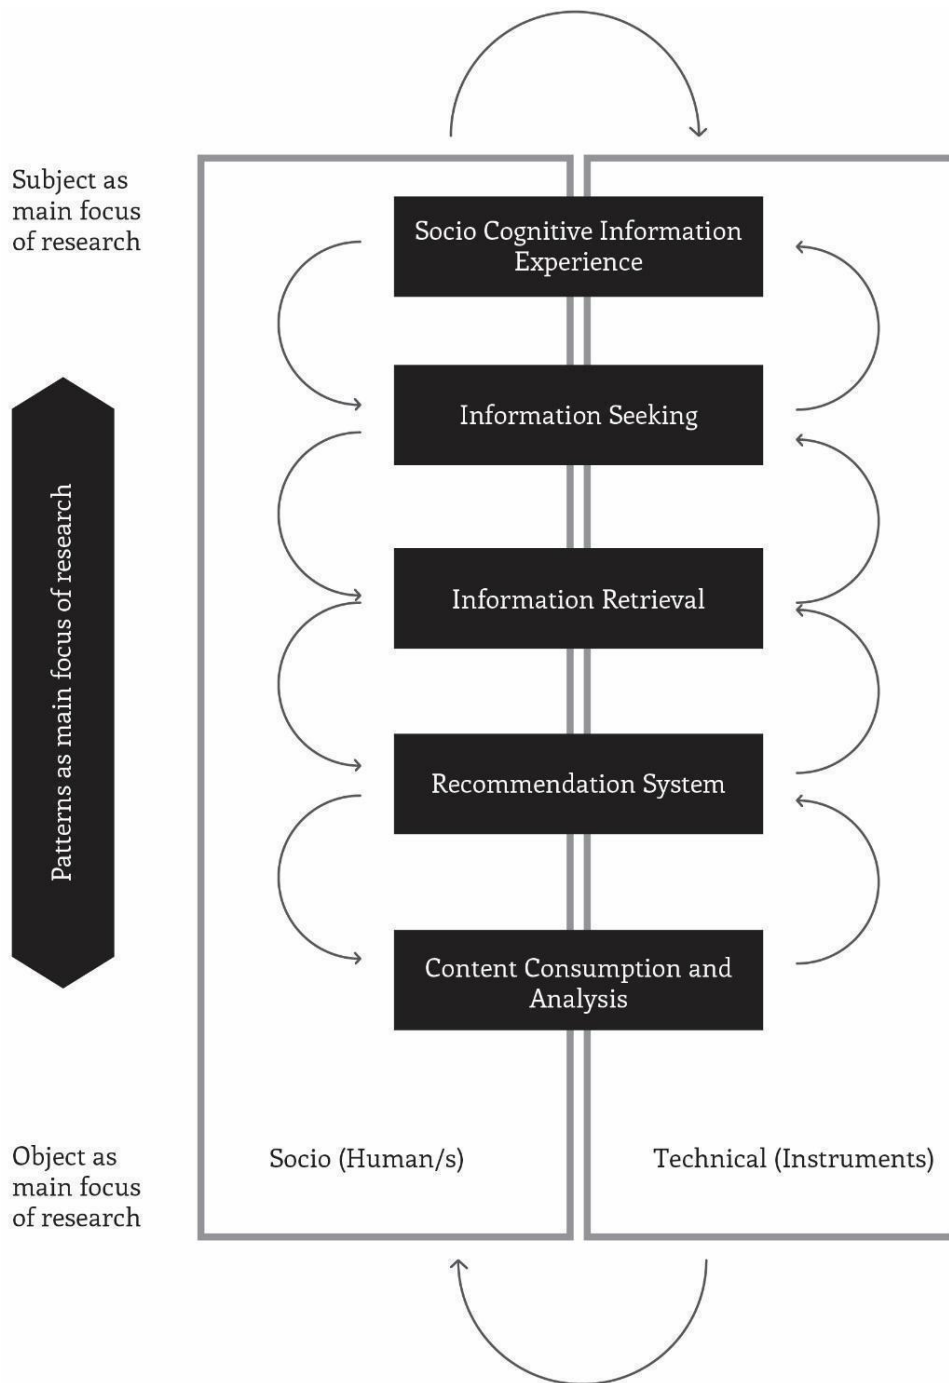 Subject as
main focus
of research
Socio Cognitive Information
Experience
Information Seeking
Patterns as main focus of research
Information Retrieval
Recommendation System
Content Consumption and
Analysis
Object as
main focus
of research
Socio (Human/s)
Technical (Instruments)